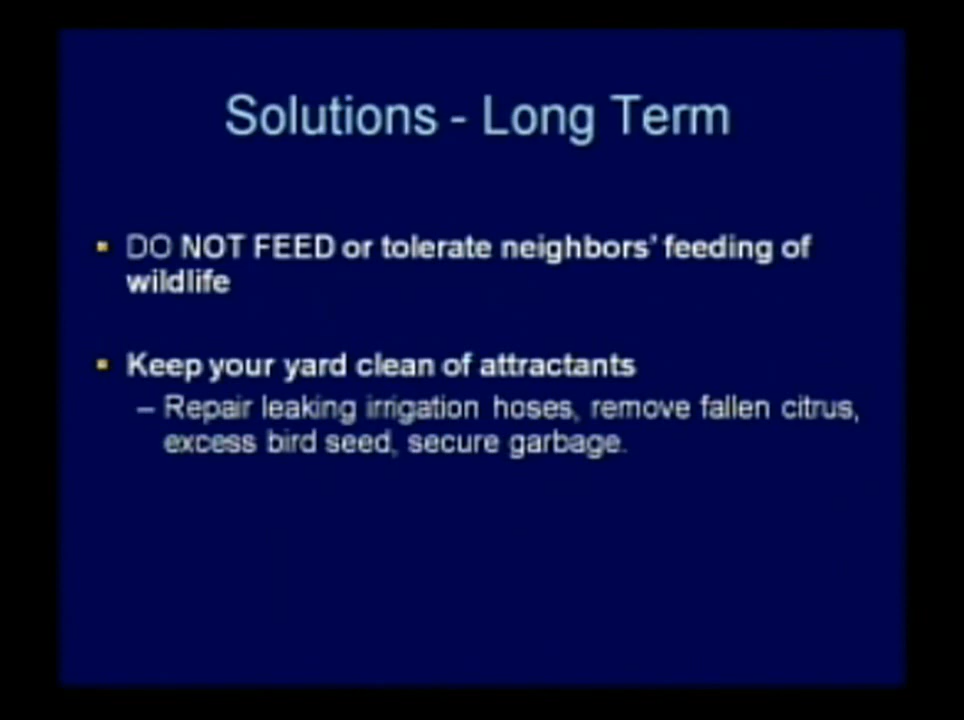 Solutions - Long Term
DO NOT FEED or tolerate neighbors' feeding of
wildlife
Keep your yard clean of attractants
– Repair leaking irrigation hoses, remove fallen citrus,
excess bird seed, secure garbage.